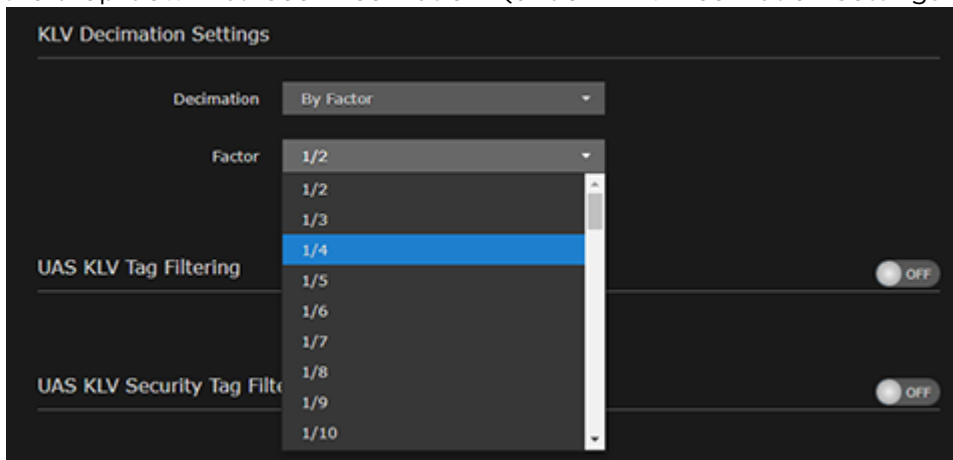 KLV Decimation Settings
Decimation By Factor
Factor 1/2
1/2
1/3
1/4
UAS KLV Tag Filtering OFF
1/5
1/6
1/7
1/8
UAS KLV Security Tag Filte OFF
1/9
1/10